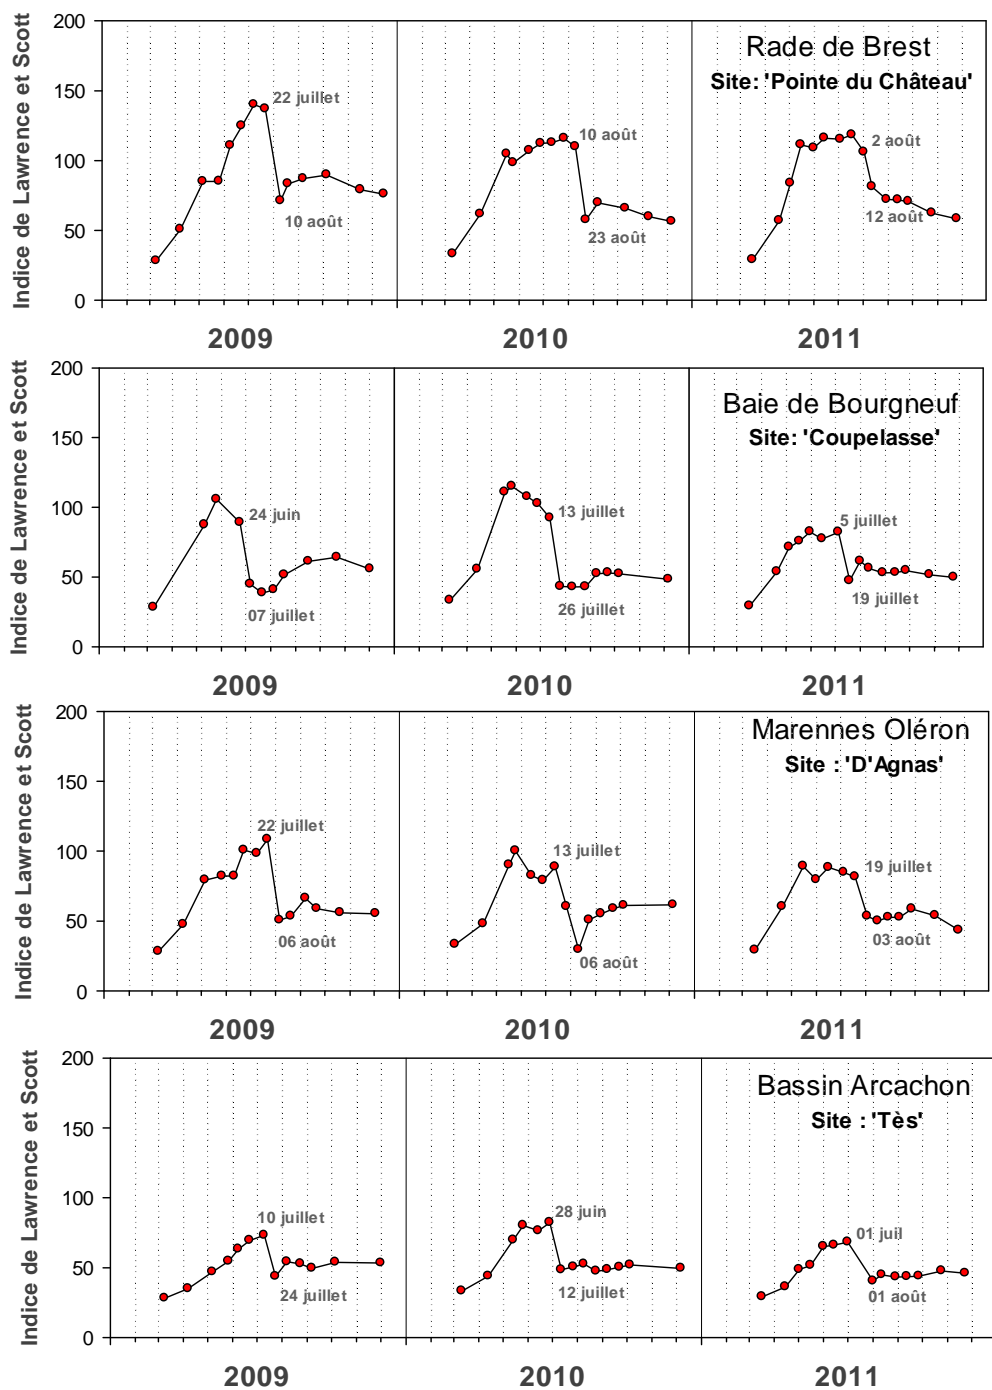 Indice de Lawrence et Scott
200
150
100
50
0
22 juillet
10 août
10 août
23 août
2 août
12 août
Rade de Brest
Site: 'Pointe du Château'
2009
2010
2011
Indice de Lawrence et Scott
200
150
100
50
0
24 juin
07 juillet
13 juillet
26 juillet
5 juillet
19 juillet
Baie de Bourgneuf
Site: 'Coupelasse'
2009
2010
2011
Indice de Lawrence et Scott
200
150
100
50
0
22 juillet
06 août
13 juillet
06 août
19 juillet
03 août
Marennes Oléron
Site : 'D'Agnas'
2009
2010
2011
Indice de Lawrence et Scott
200
150
100
50
0
10 juillet
24 juillet
28 juin
12 juillet
01 juil
01 août
Bassin Arcachon
Site : 'Tès'
2009
2010
2011